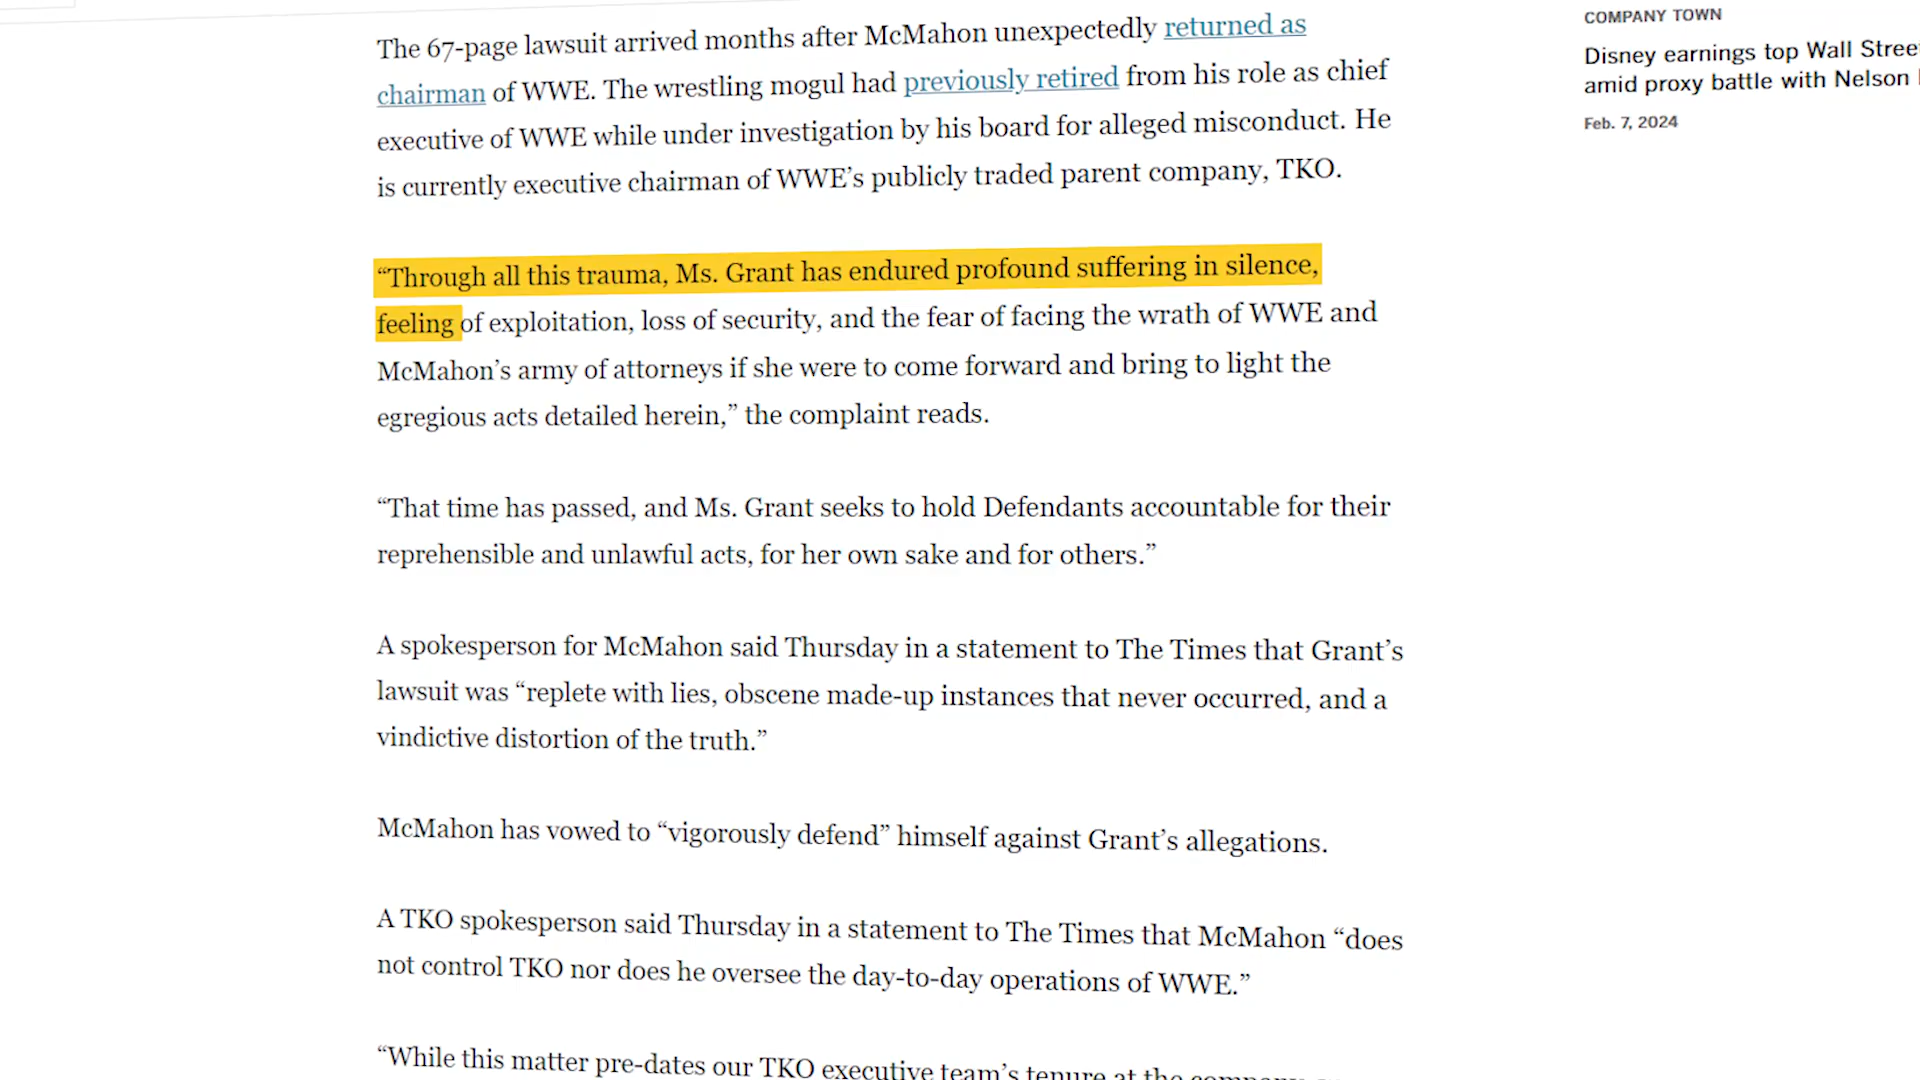 The 67-page lawsuit arrived months after McMahon unexpectedly returned as
chairman of WWE. The wrestling mogul had previously retired from his role as chief
executive of WWE while under investigation by his board for alleged misconduct. He
is currently executive chairman of WWE’s publicly traded parent company, TKO.
“Through all this trauma, Ms. Grant has endured profound suffering in silence,
feeling of exploitation, loss of security, and the fear of facing the wrath of WWE and
McMahon’s army of attorneys if she were to come forward and bring to light the
egregious acts detailed herein,” the complaint reads.
“That time has passed, and Ms. Grant seeks to hold Defendants accountable for their
reprehensible and unlawful acts, for her own sake and for others.”
A spokesperson for McMahon said Thursday in a statement to The Times that Grant’s
lawsuit was “replete with lies, obscene made-up instances that never occurred, and a
vindictive distortion of the truth.”
McMahon has vowed to “vigorously defend” himself against Grant’s allegations.
A TKO spokesperson said Thursday in a statement to The Times that McMahon “does
not control TKO nor does he oversee the day-to-day operations of WWE.”
“While this matter pre-dates our TKO executive team’s tenure at the company,
COMPANY TOWN
Disney earnings top Wall Stree
amid proxy battle with Nelson
Feb. 7, 2024